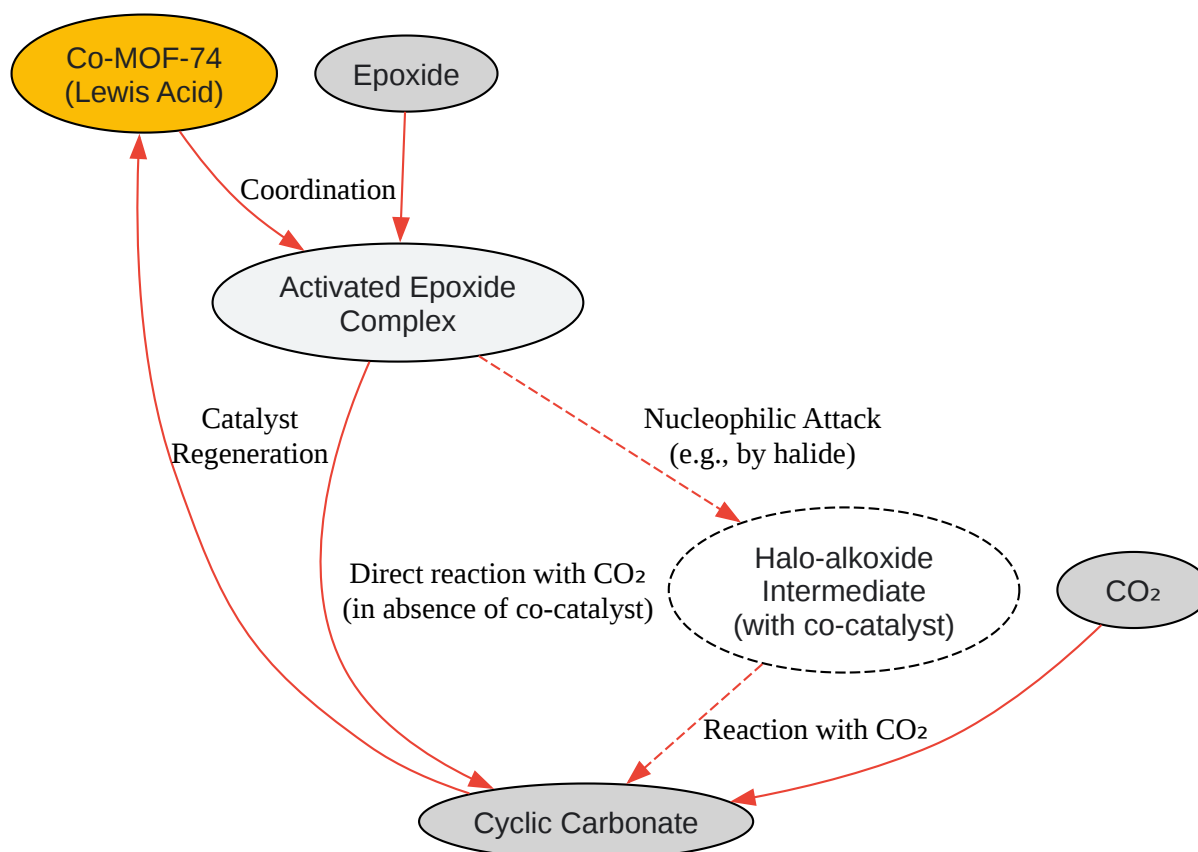 Co-MOF-74
(Lewis Acid)
Epoxide
Coordination
Activated Epoxide
Complex
Catalyst
Regeneration
Nucleophilic Attack
(e.g., by halide)
Direct reaction with CO₂
(in absence of co-catalyst)
Halo-alkoxide
Intermediate
(with co-catalyst)
CO₂
Reaction with CO₂
Cyclic Carbonate